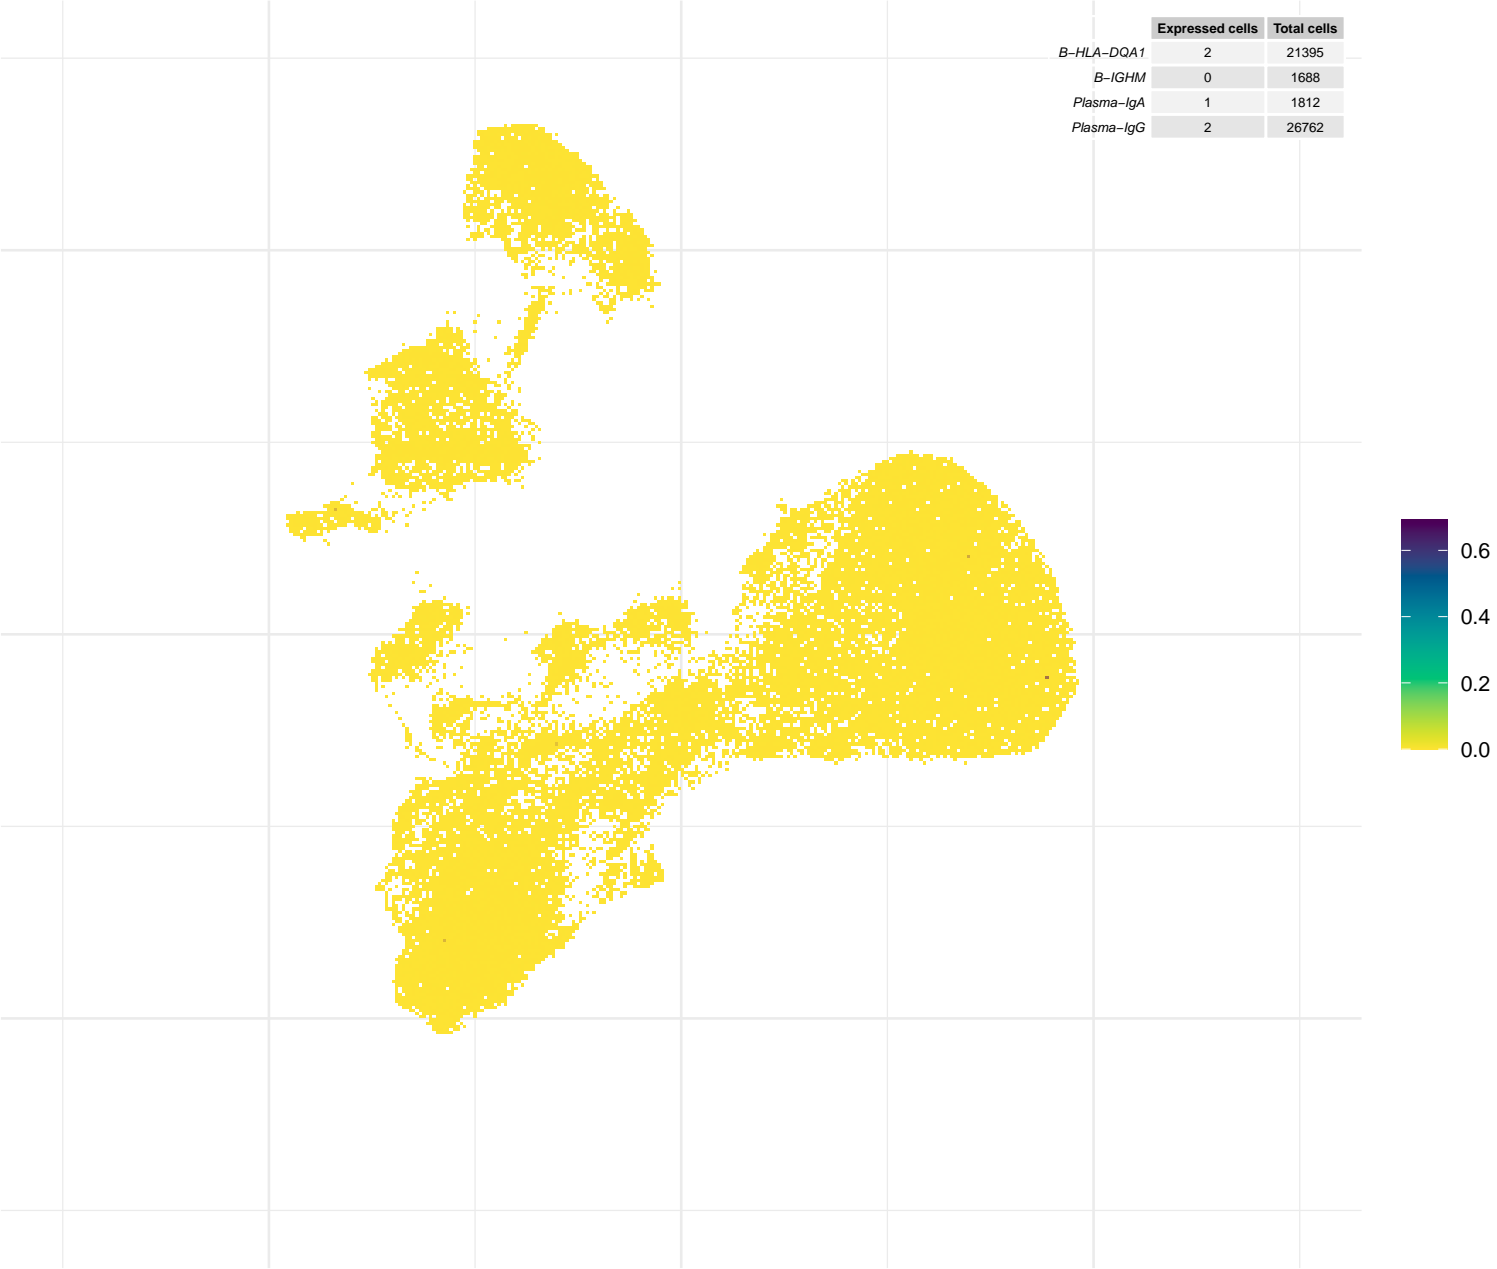 Expressed cells Total cells
B−HLA−DQA1 2 21395
B−IGHM 0 1688
Plasma−IgA 1 1812
Plasma−IgG 2 26762
0.6
0.4
0.2
0.0